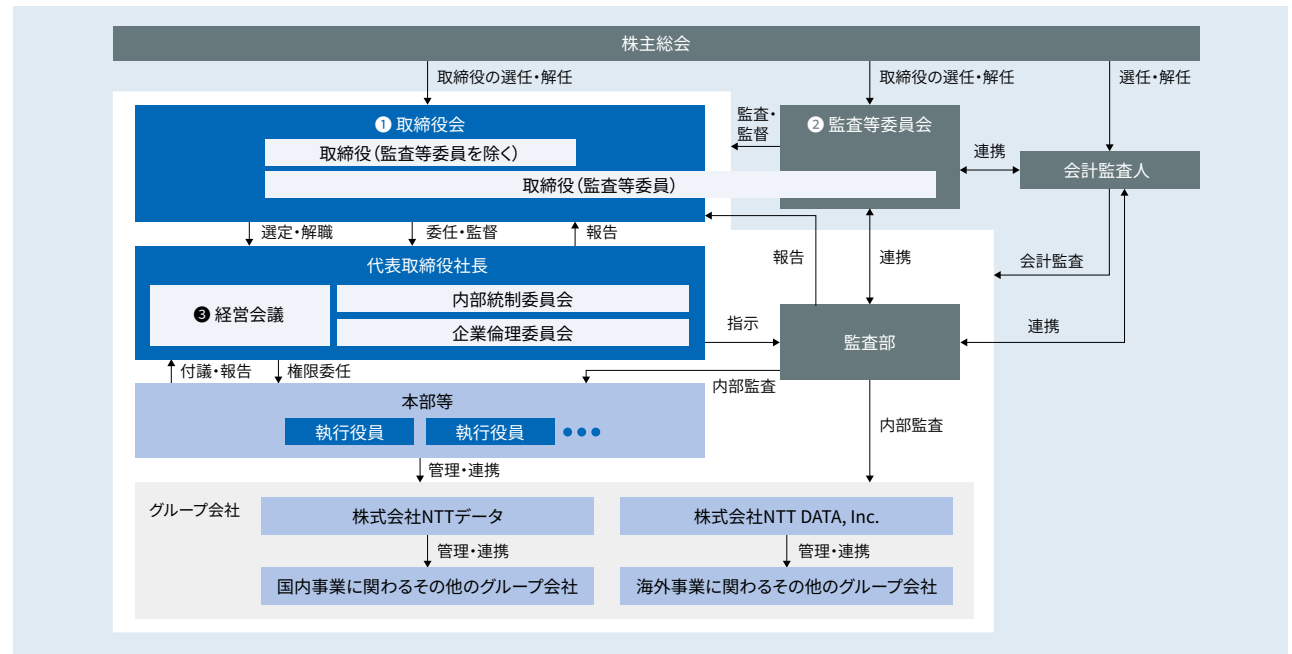 株主総会
取締役の選任・解任
取締役の選任・解任
選任・解任
❶ 取締役会
取締役（監査等委員を除く）
取締役（監査等委員）
監査・
監督
❷ 監査等委員会
連携
会計監査人
選定・解職
委任・監督
報告
報告
連携
会計監査
代表取締役社長
❸ 経営会議
内部統制委員会
企業倫理委員会
指示
監査部
連携
付議・報告
権限委任
内部監査
本部等
執行役員
執行役員
●●●
内部監査
管理・連携
グループ会社
株式会社NTTデータ
株式会社NTT DATA, Inc.
管理・連携
管理・連携
国内事業に関わるその他のグループ会社
海外事業に関わるその他のグループ会社